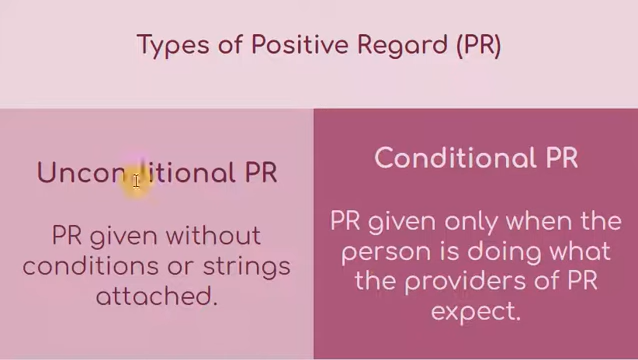 Types of Positive Regard (PR)
Unconditional PR
PR given without
conditions or strings
attached.
Conditional PR
PR given only when the
person is doing what
the providers of PR
expect.